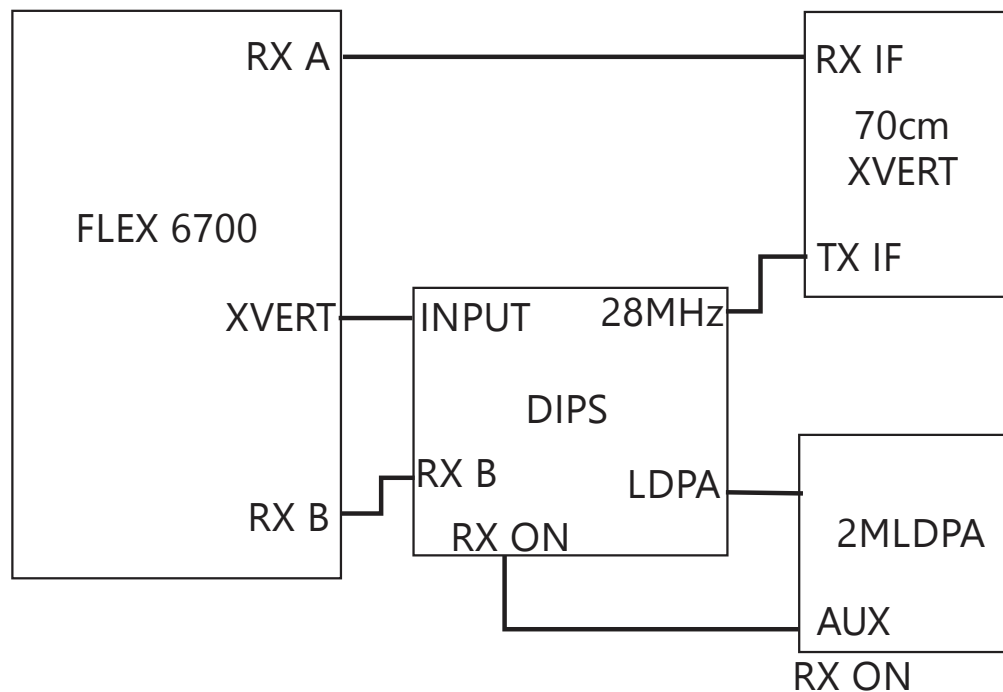 RX A
RX IF
70cm
XVERT
FLEX 6700
TX IF
XVERT
INPUT
28MHz
DIPS
RX B
LDPA
RX B
RX ON
2MLDPA
AUX
RX ON